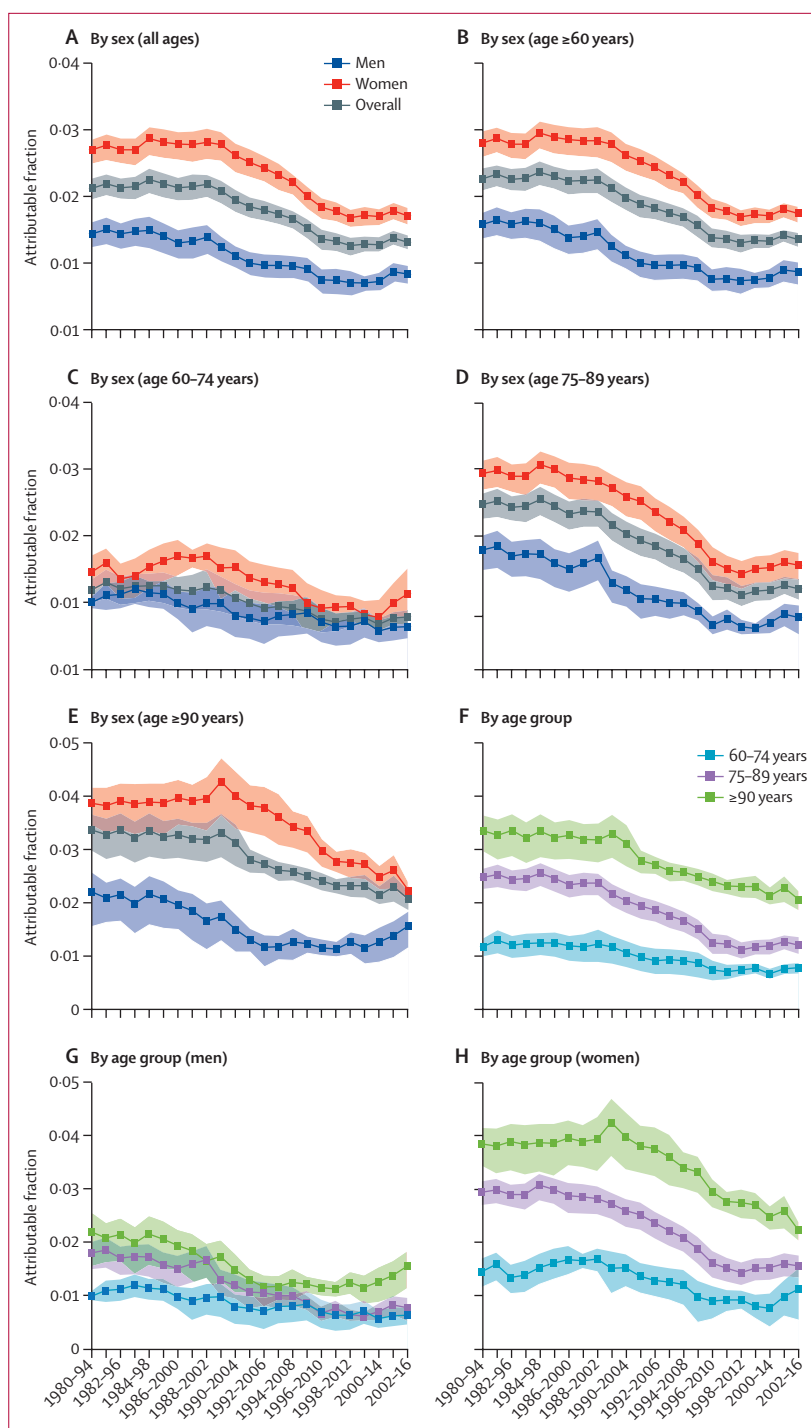 A By sex (all ages)
0·04
0·03
0·02
0·01
0·01
Attributable fraction
Men
Women
Overall
B By sex (age ≥60 years)
C By sex (age 60–74 years)
0·04
0·03
0·02
0·01
0·01
Attributable fraction
D By sex (age 75–89 years)
E By sex (age ≥90 years)
0·05
0·04
0·03
0·02
0·01
0
Attributable fraction
F By age group
60–74 years
75–89 years
≥90 years
G By age group (men)
0·05
0·04
0·03
0·02
0·01
0
Attributable fraction
1980–94
1982–96
1984–98
1986–2000
1988–2002
1990–2004
1992–2006
1994–2008
1996–2010
1998–2012
2000–14
2002–16
H By age group (women)
1980–94
1982–96
1984–98
1986–2000
1988–2002
1990–2004
1992–2006
1994–2008
1996–2010
1998–2012
2000–14
2002–16